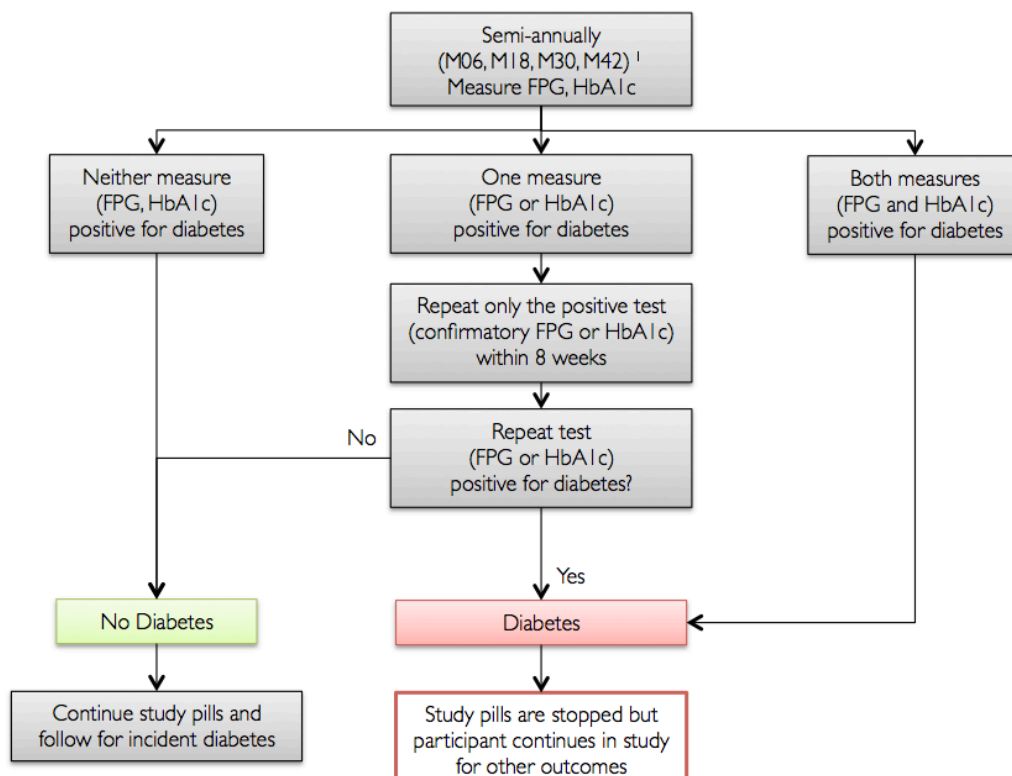 Semi-annually
(M06, M18, M30, M42) 1
Measure FPG, HbA1c
Neither measure
(FPG, HbA1c)
positive for diabetes
One measure
(FPG or HbA1c)
positive for diabetes
Both measures
(FPG and HbA1c)
positive for diabetes
Repeat only the positive test
(confirmatory FPG or HbA1c)
within 8 weeks
No
Repeat test
(FPG or HbA1c)
positive for diabetes?
Yes
No Diabetes
Diabetes
Continue study pills and
follow for incident diabetes
Study pills are stopped but
participant continues in study
for other outcomes